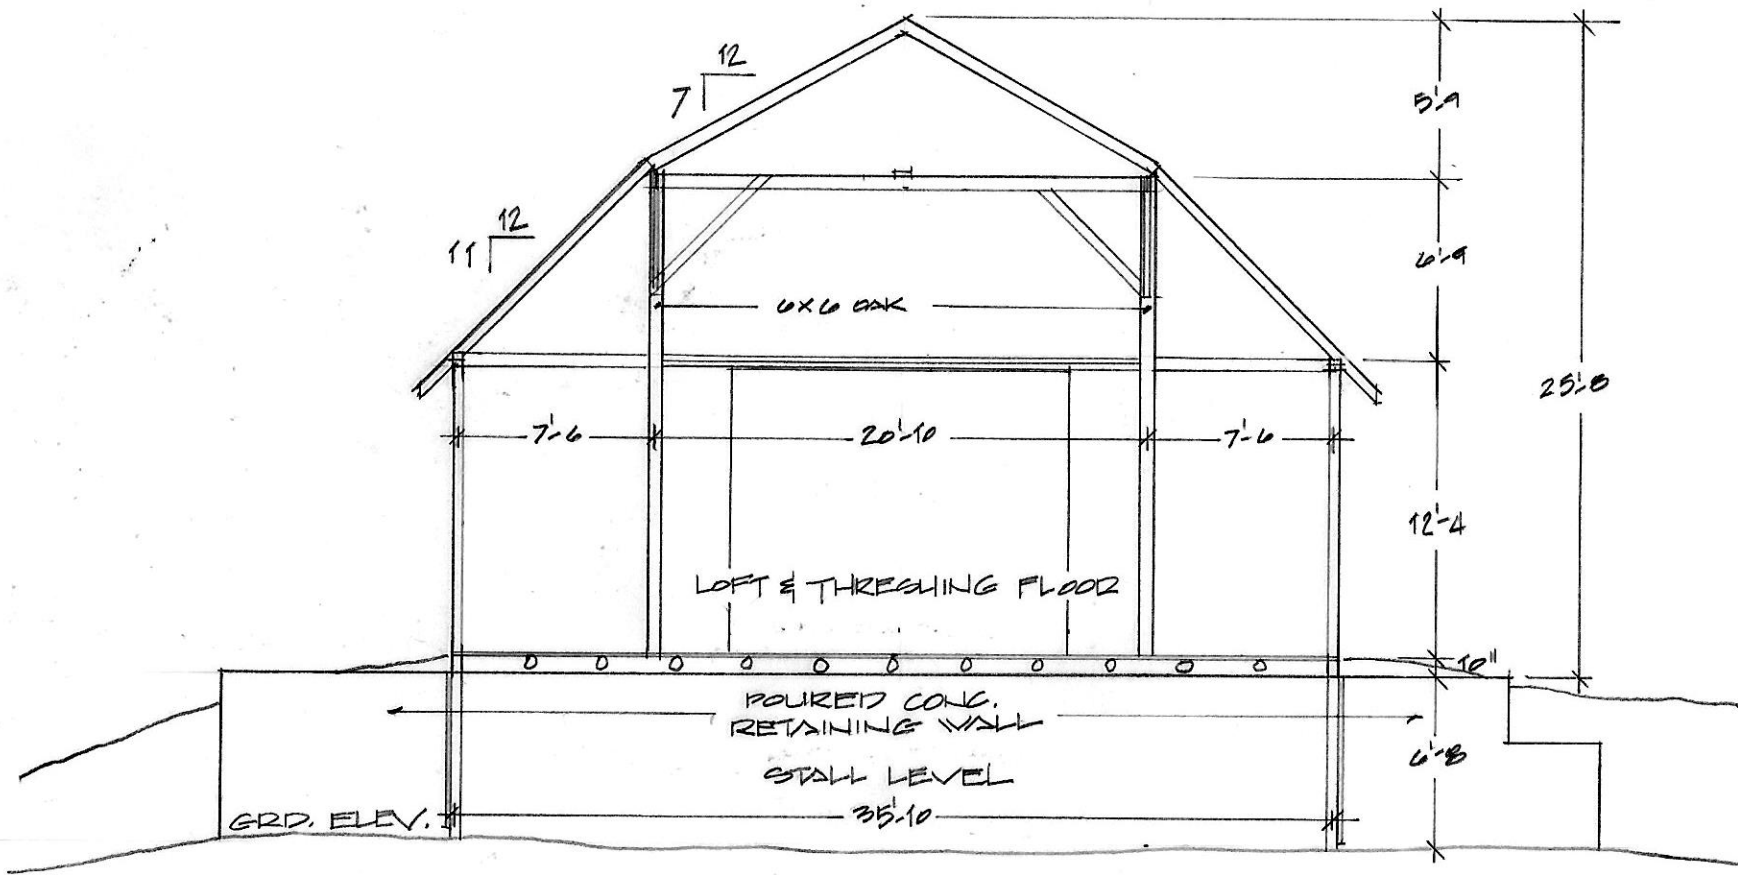 12
7
5'-9
12
11
6'-9
6x6 OAK
25'-8
7'-6
20'-10
7'-6
12'-4
LOFT & THRESHING FLOOR
10"
POURED CONC.
RETAINING WALL
6'-8
STALL LEVEL
35'-10
GRD. ELEV.